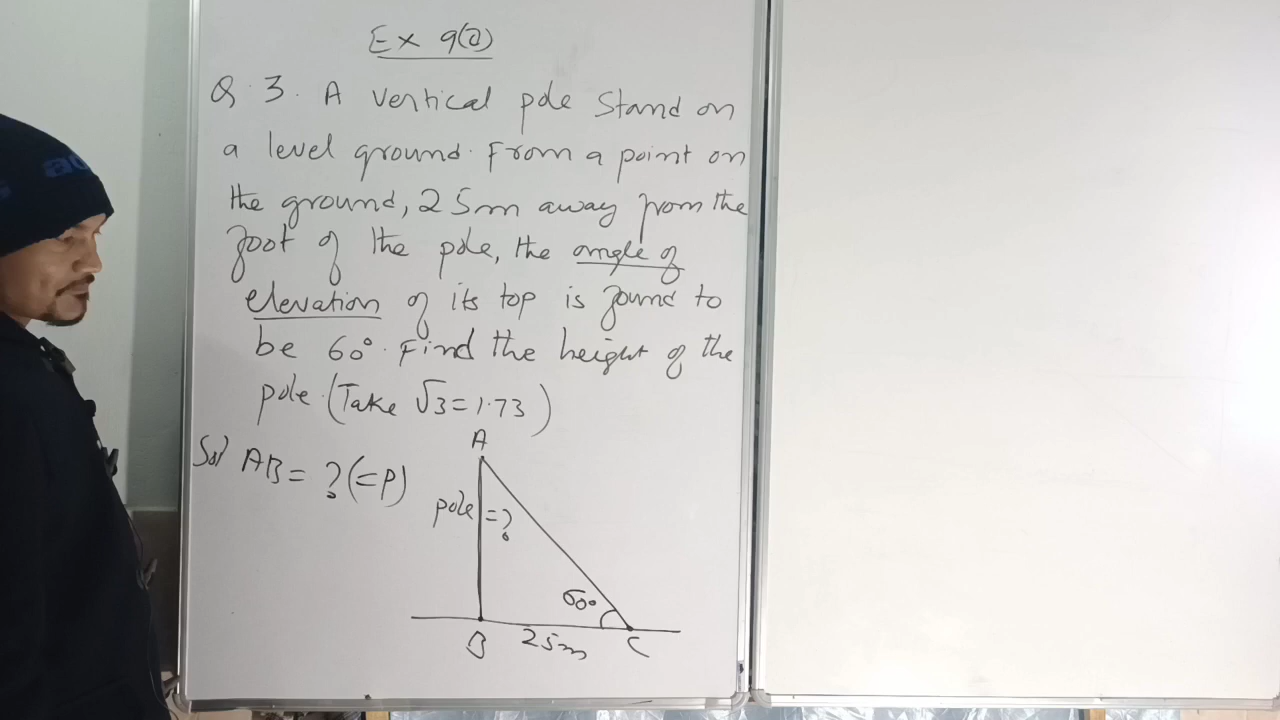 Ex 9(a)
Q.3. A vertical pole Stand on
a level ground. From a point on
the ground, 25m away from the
foot of the pole, the angle of
elevation of its top is found to
be 60°. Find the height of the
pole. (Take √3=1.73)
Sol AB = ? (=P)
A
pole = ?
60°
B 25m C